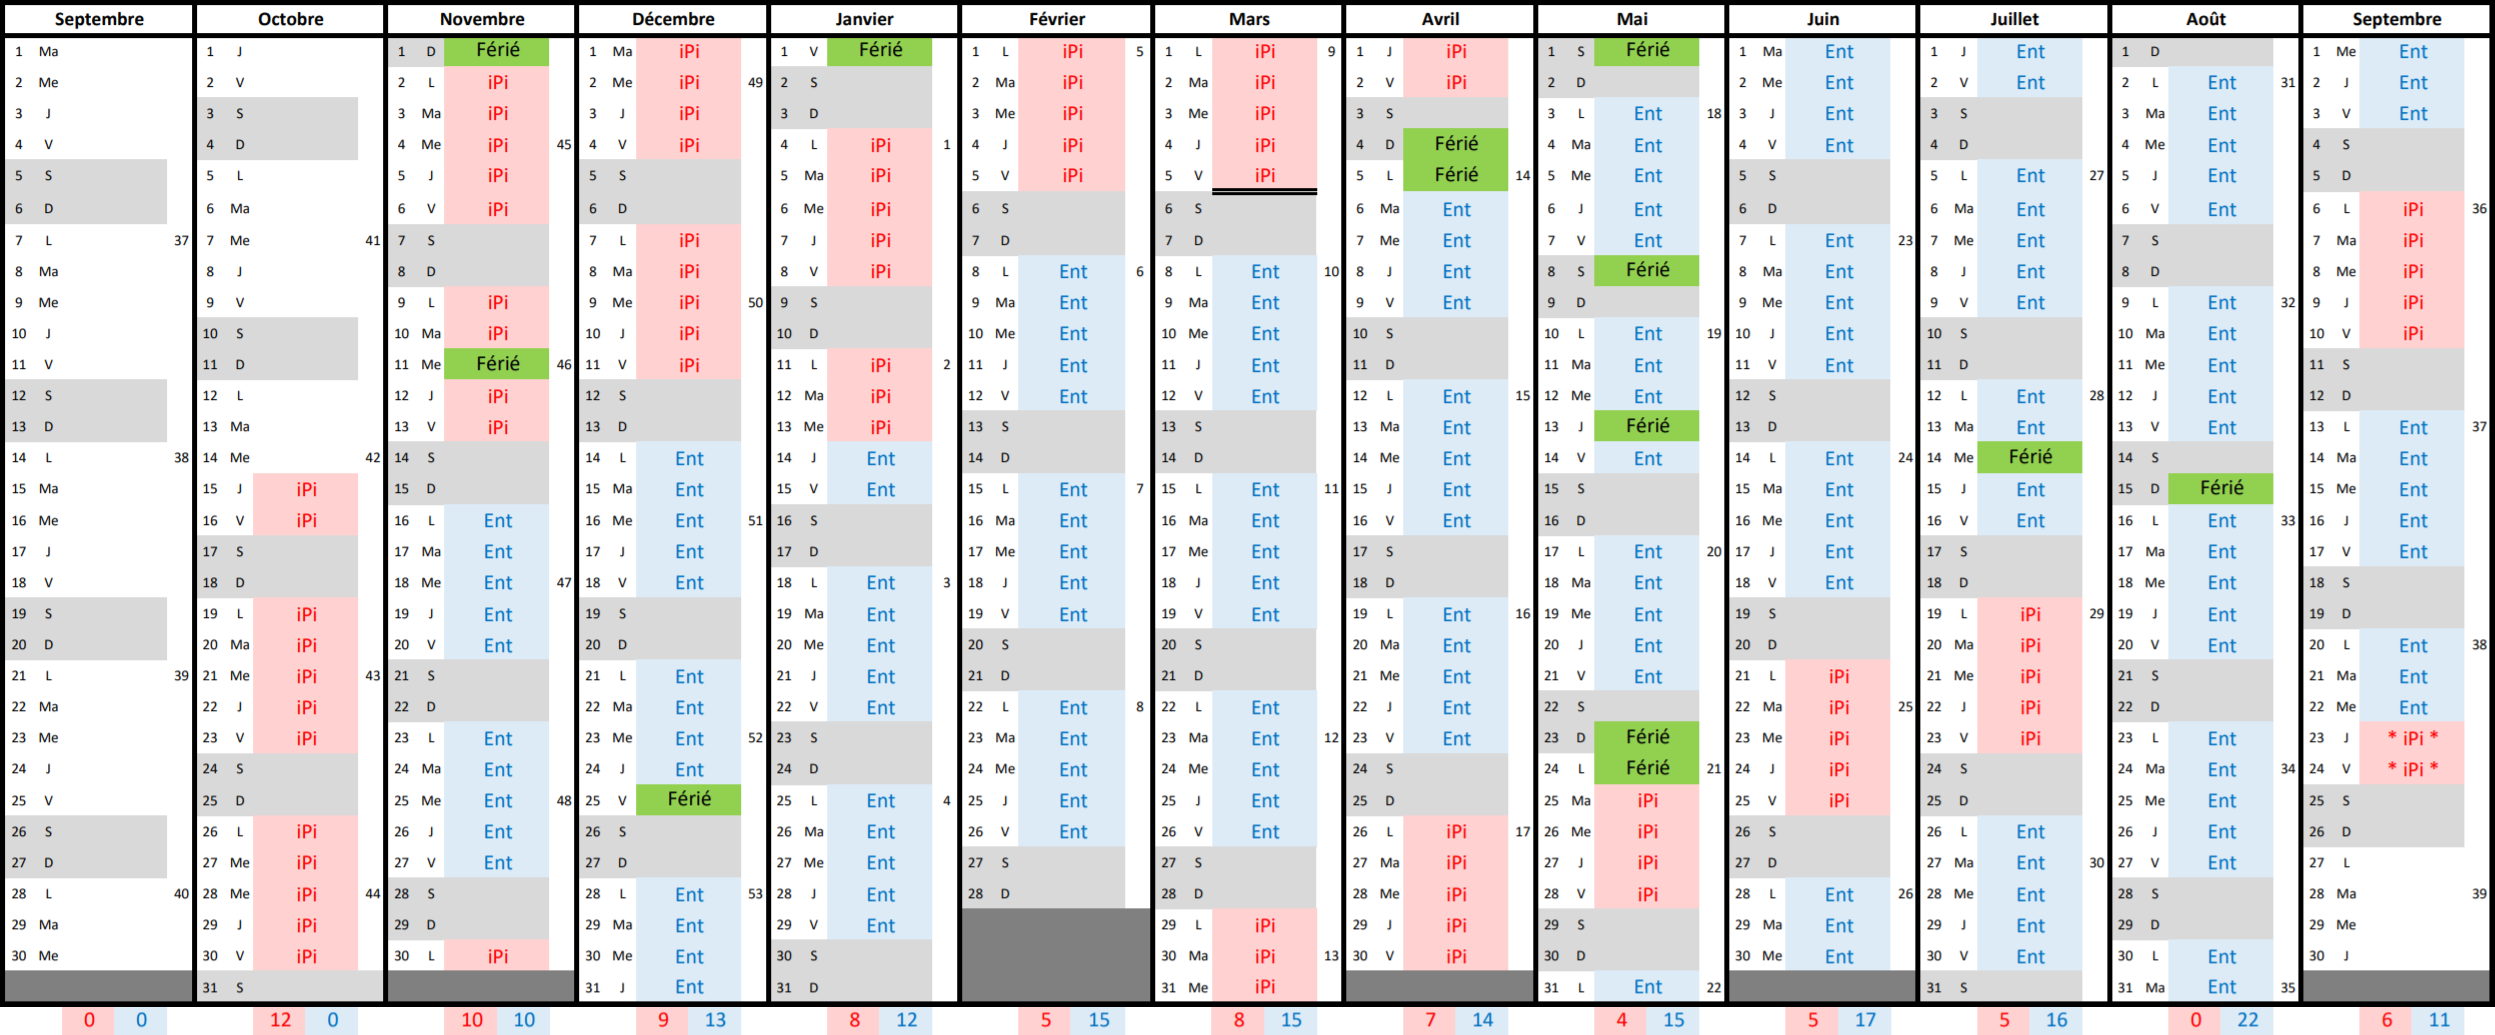 Septembre Octobre Novembre Décembre Janvier Février Mars Avril Mai Juin Juillet Août Septembre
1 Ma 1 J 1 D Férié 1 Ma iPi 1 V Férié 1 L iPi 5 1 L iPi 9 1 J iPi 1 S Férié 1 Ma Ent 1 J Ent 1 D 1 Me Ent
2 Me 2 V 2 L iPi 2 Me iPi 49 2 S 2 Ma iPi 2 Ma iPi 2 V iPi 2 D 2 Me Ent 2 V Ent 2 L Ent 31 2 J Ent
3 J 3 S 3 Ma iPi 3 J iPi 3 D 3 Me iPi 3 Me iPi 3 S 3 L Ent 18 3 J Ent 3 S 3 Ma Ent 3 V Ent
4 V 4 D 4 Me iPi 45 4 V iPi 4 L iPi 1 4 J iPi 4 J iPi 4 D Férié 4 Ma Ent 4 V Ent 4 D 4 Me Ent 4 S
5 S 5 L 5 J iPi 5 S 5 Ma iPi 5 V iPi 5 V iPi 5 L Férié 14 5 Me Ent 5 S 5 L Ent 27 5 J Ent 5 D
6 D 6 Ma 6 V iPi 6 D 6 Me iPi 6 S 6 S 6 Ma Ent 6 J Ent 6 D 6 Ma Ent 6 V Ent 6 L iPi 36
7 L 37 7 Me 41 7 S 7 L iPi 7 J iPi 7 D 7 D 7 Me Ent 7 V Ent 7 L Ent 23 7 Me Ent 7 S 7 Ma iPi
8 Ma 8 J 8 D 8 Ma iPi 8 V iPi 8 L Ent 6 8 L Ent 10 8 J Ent 8 S Férié 8 Ma Ent 8 J Ent 8 D 8 Me iPi
9 Me 9 V 9 L iPi 9 Me iPi 50 9 S 9 Ma Ent 9 Ma Ent 9 V Ent 9 D 9 Me Ent 9 V Ent 9 L Ent 32 9 J iPi
10 J 10 S 10 Ma iPi 10 J iPi 10 D 10 Me Ent 10 Me Ent 10 S 10 L Ent 19 10 J Ent 10 S 10 Ma Ent 10 V iPi
11 V 11 D 11 Me Férié 46 11 V iPi 11 L iPi 2 11 J Ent 11 J Ent 11 D 11 Ma Ent 11 V Ent 11 D 11 Me Ent 11 S
12 S 12 L 12 J iPi 12 S 12 Ma iPi 12 V Ent 12 V Ent 12 L Ent 15 12 Me Ent 12 S 12 L Ent 28 12 J Ent 12 D
13 D 13 Ma 13 V iPi 13 D 13 Me iPi 13 S 13 S 13 Ma Ent 13 J Férié 13 D 13 Ma Ent 13 V Ent 13 L Ent 37
14 L 38 14 Me 42 14 S 14 L Ent 14 J Ent 14 D 14 D 14 Me Ent 14 V Ent 14 L Ent 24 14 Me Férié 14 S 14 Ma Ent
15 Ma 15 J iPi 15 D 15 Ma Ent 15 V Ent 15 L Ent 7 15 L Ent 11 15 J Ent 15 S 15 Ma Ent 15 J Ent 15 D Férié 15 Me Ent
16 Me 16 V iPi 16 L Ent 16 Me Ent 51 16 S 16 Ma Ent 16 Ma Ent 16 V Ent 16 D 16 Me Ent 16 V Ent 16 L Ent 33 16 J Ent
17 J 17 S 17 Ma Ent 17 J Ent 17 D 17 Me Ent 17 Me Ent 17 S 17 L Ent 20 17 J Ent 17 S 17 Ma Ent 17 V Ent
18 V 18 D 18 Me Ent 47 18 V Ent 18 L Ent 3 18 J Ent 18 J Ent 18 D 18 Ma Ent 18 V Ent 18 D 18 Me Ent 18 S
19 S 19 L iPi 19 J Ent 19 S 19 Ma Ent 19 V Ent 19 V Ent 19 L Ent 16 19 Me Ent 19 S 19 L iPi 29 19 J Ent 19 D
20 D 20 Ma iPi 20 V Ent 20 D 20 Me Ent 20 S 20 S 20 Ma Ent 20 J Ent 20 D 20 Ma iPi 20 V Ent 20 L Ent 38
21 L 39 21 Me iPi 43 21 S 21 L Ent 21 J Ent 21 D 21 D 21 Me Ent 21 V Ent 21 L iPi 21 Me iPi 21 S 21 Ma Ent
22 Ma 22 J iPi 22 D 22 Ma Ent 22 V Ent 22 L Ent 8 22 L Ent 22 J Ent 22 S 22 Ma iPi 25 22 J iPi 22 D 22 Me Ent
23 Me 23 V iPi 23 L Ent 23 Me Ent 52 23 S 23 Ma Ent 23 Ma Ent 12 23 V Ent 23 D Férié 23 Me iPi 23 V iPi 23 L Ent 23 J * iPi *
24 J 24 S 24 Ma Ent 24 J Ent 24 D 24 Me Ent 24 Me Ent 24 S 24 L Férié 21 24 J iPi 24 S 24 Ma Ent 34 24 V * iPi *
25 V 25 D 25 Me Ent 48 25 V Férié 25 L Ent 4 25 J Ent 25 J Ent 25 D 25 Ma iPi 25 V iPi 25 D 25 Me Ent 25 S
26 S 26 L iPi 26 J Ent 26 S 26 Ma Ent 26 V Ent 26 V Ent 26 L iPi 17 26 Me iPi 26 S 26 L Ent 26 J Ent 26 D
27 D 27 Me iPi 27 V Ent 27 D 27 Me Ent 27 S 27 S 27 Ma iPi 27 J iPi 27 D 27 Ma Ent 30 27 V Ent 27 L
28 L 40 28 Me iPi 44 28 S 28 L Ent 53 28 J Ent 28 D 28 D 28 Me iPi 28 V iPi 28 L Ent 26 28 Me Ent 28 S 28 Ma 39
29 Ma 29 J iPi 29 D 29 Ma Ent 29 V Ent 29 L iPi 29 J iPi 29 S 29 Ma Ent 29 J Ent 29 D 29 Me
30 Me 30 V iPi 30 L iPi 30 Me Ent 30 S 30 Ma iPi 13 30 V iPi 30 D 30 Me Ent 30 V Ent 30 L Ent 30 J
31 S 31 J Ent 31 D 31 Me iPi 31 L Ent 22 31 S 31 Ma Ent 35
0 0 12 0 10 10 9 13 8 12 5 15 8 15 7 14 4 15 5 17 5 16 0 22 6 11